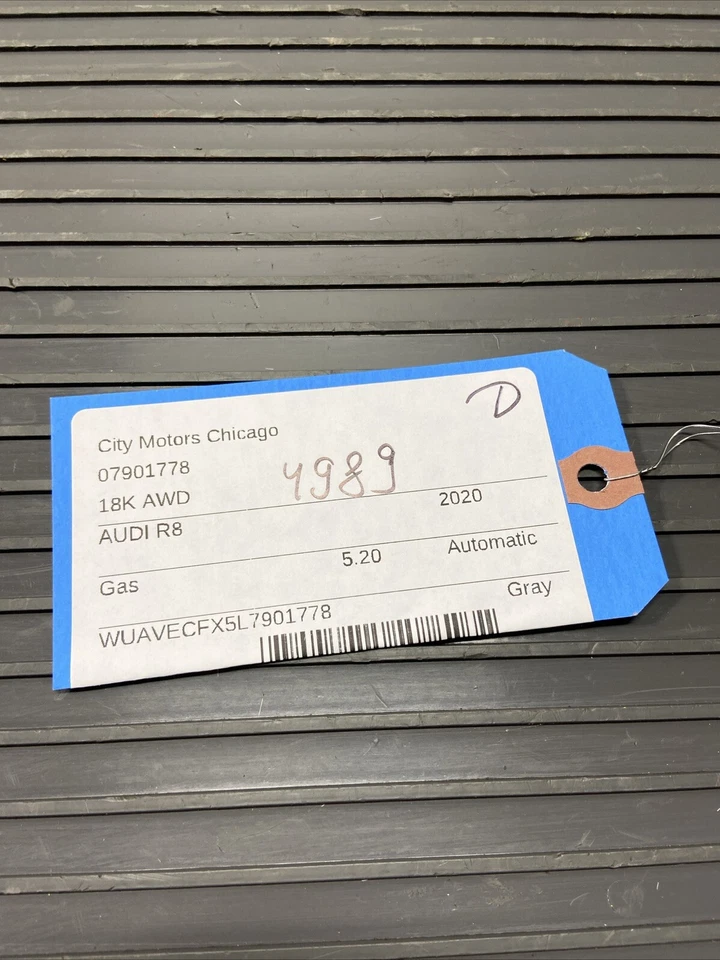 D
City Motors Chicago
07901778
4989
18K AWD
2020
AUDI R8
5.20 Automatic
Gas
Gray
WUAVECFX5L7901778